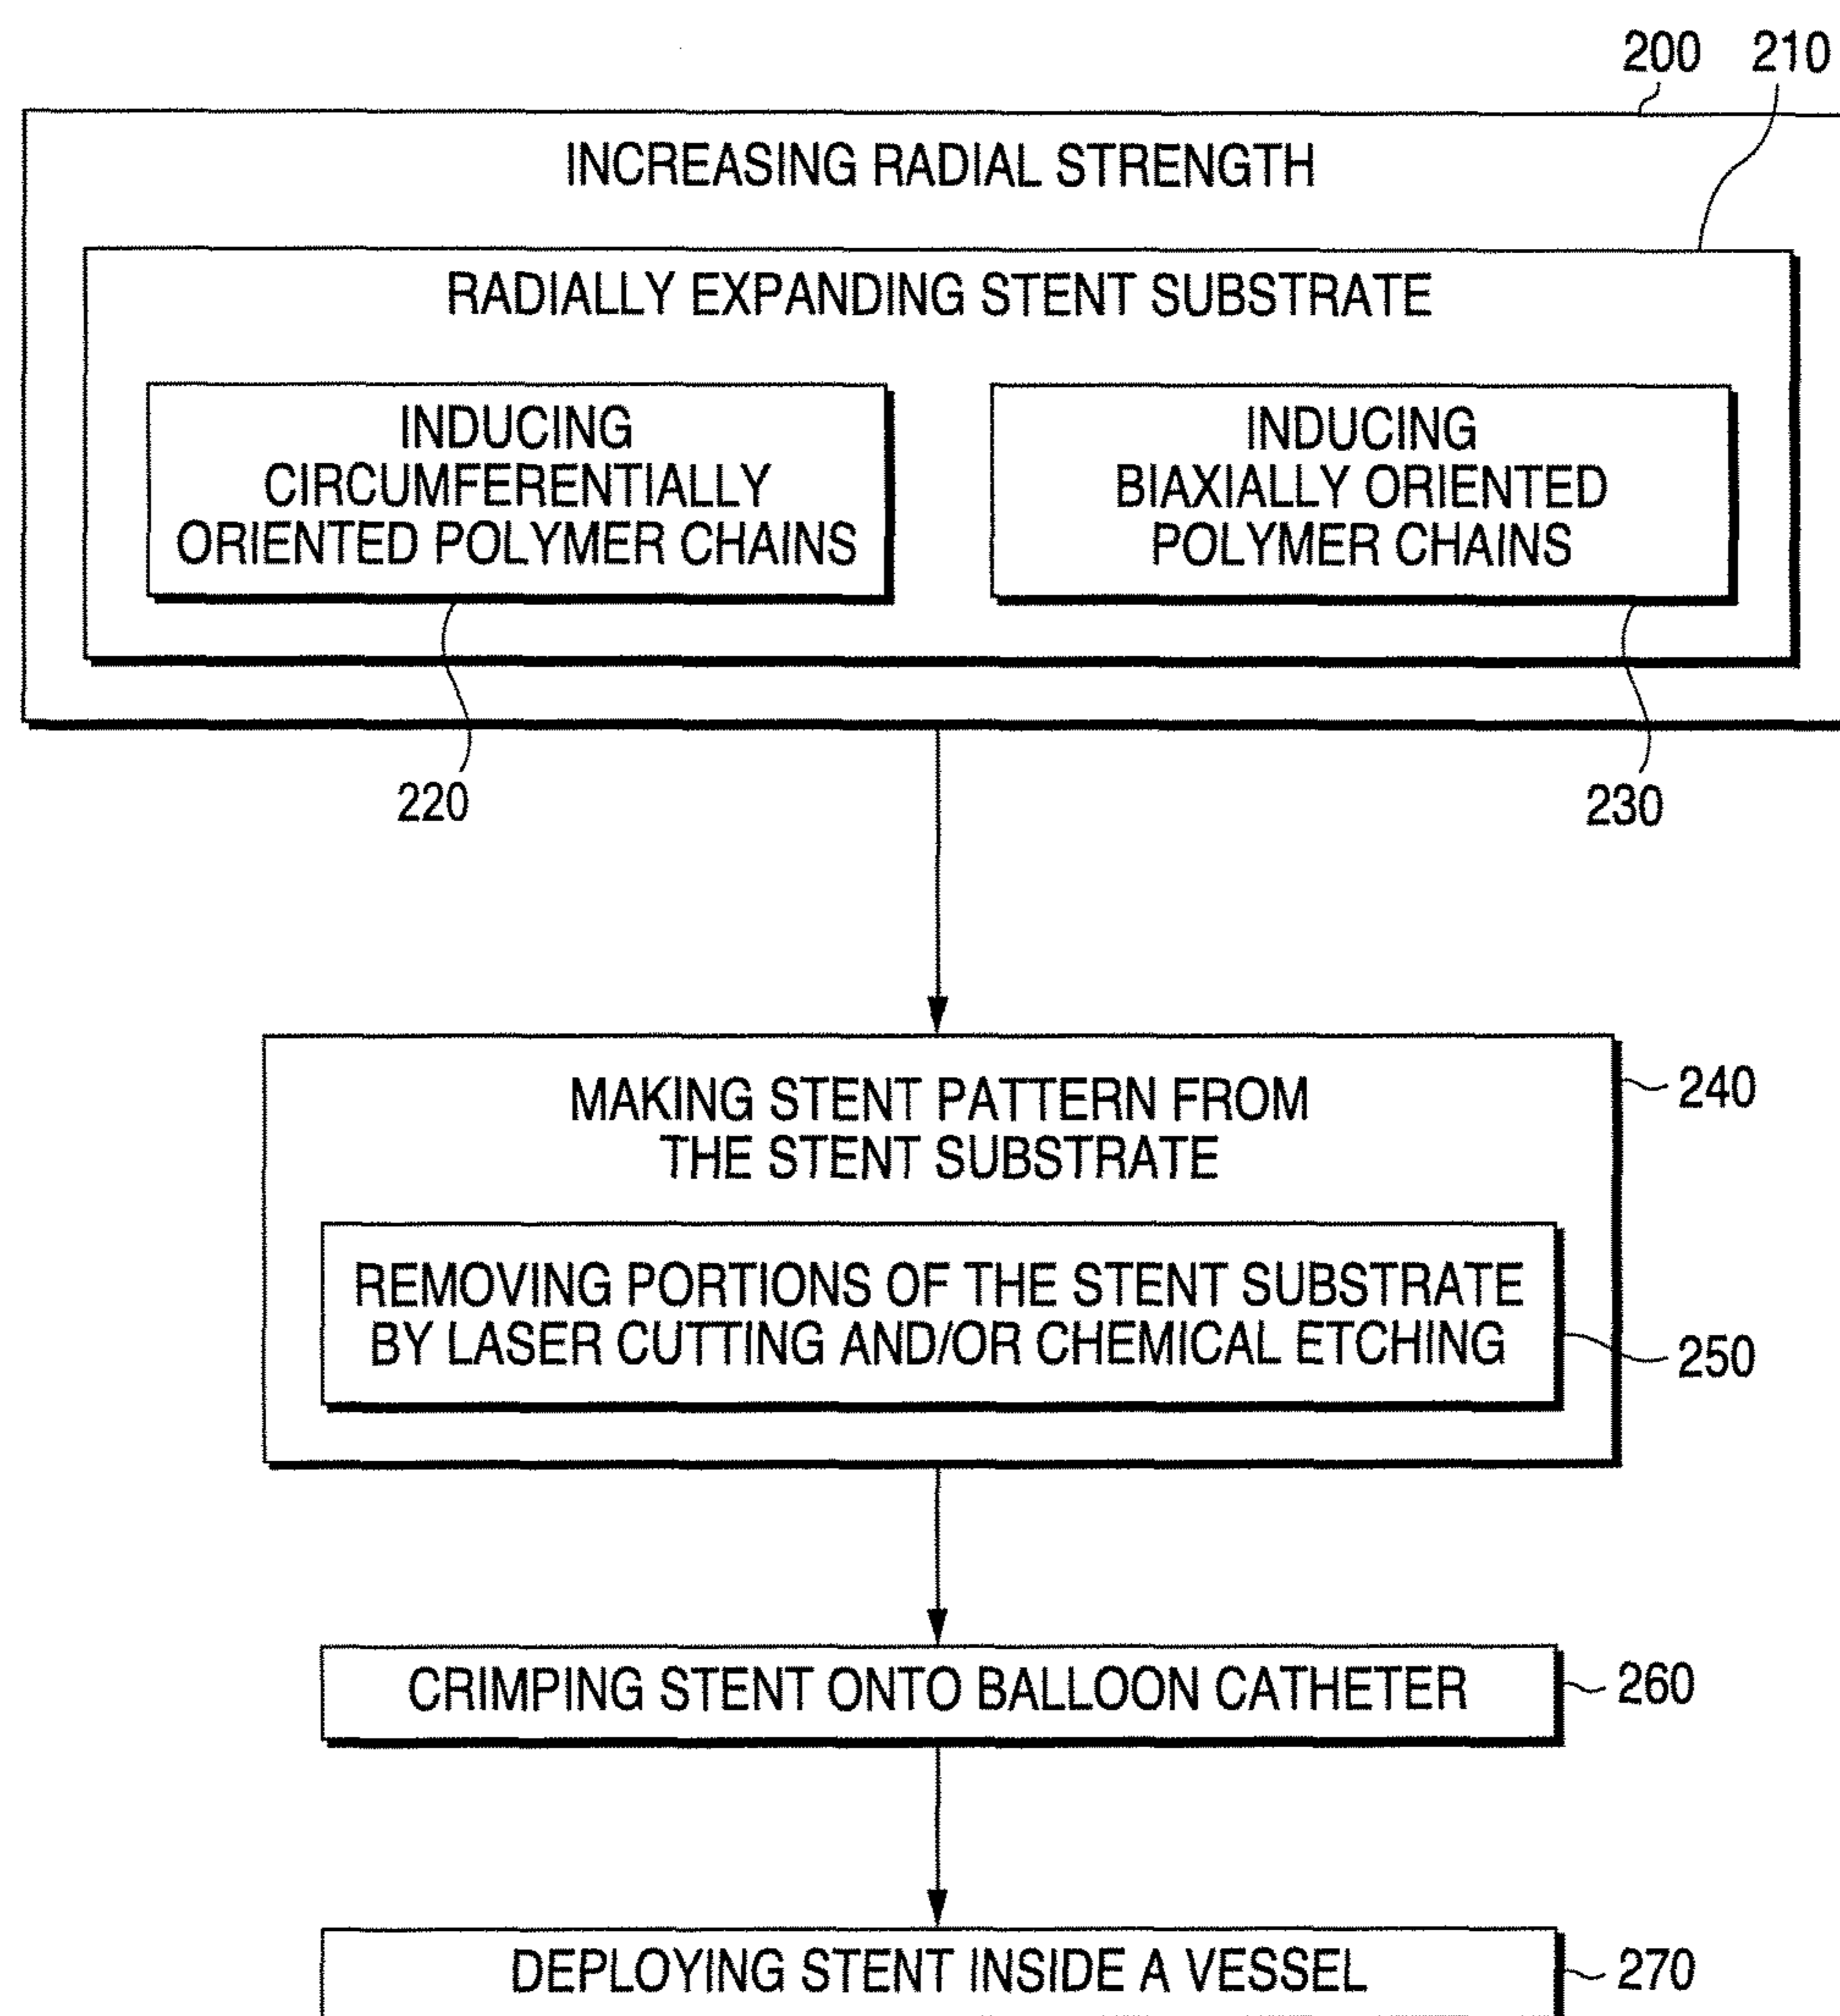 200 210
INCREASING RADIAL STRENGTH
RADIALLY EXPANDING STENT SUBSTRATE
INDUCING
CIRCUMFERENTIALLY
ORIENTED POLYMER CHAINS
INDUCING
BIAXIALLY ORIENTED
POLYMER CHAINS
220
230
MAKING STENT PATTERN FROM
THE STENT SUBSTRATE
240
REMOVING PORTIONS OF THE STENT SUBSTRATE
BY LASER CUTTING AND/OR CHEMICAL ETCHING
250
CRIMPING STENT ONTO BALLOON CATHETER
260
DEPLOYING STENT INSIDE A VESSEL
270